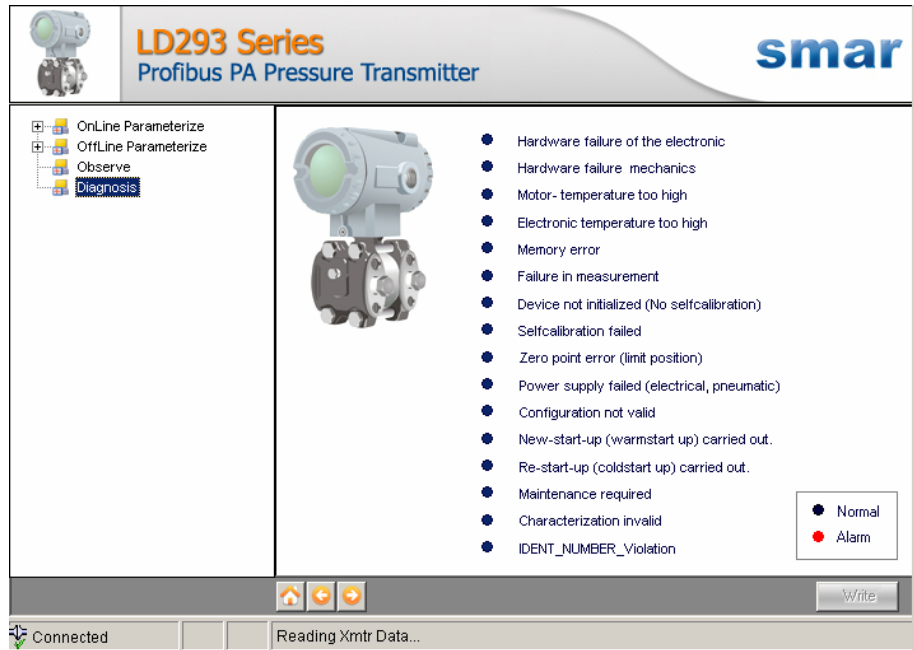 LD293 Series
Profibus PA Pressure Transmitter
smar
OnLine Parameterize
OffLine Parameterize
Observe
Diagnosis
Hardware failure of the electronic
Hardware failure mechanics
Motor- temperature too high
Electronic temperature too high
Memory error
Failure in measurement
Device not initialized (No selfcalibration)
Selfcalibration failed
Zero point error (limit position)
Power supply failed (electrical, pneumatic)
Configuration not valid
New-start-up (warmstart up) carried out.
Re-start-up (coldstart up) carried out.
Maintenance required
Characterization invalid
IDENT_NUMBER_Violation
Normal
Alarm
Write
Connected
Reading Xmtr Data...